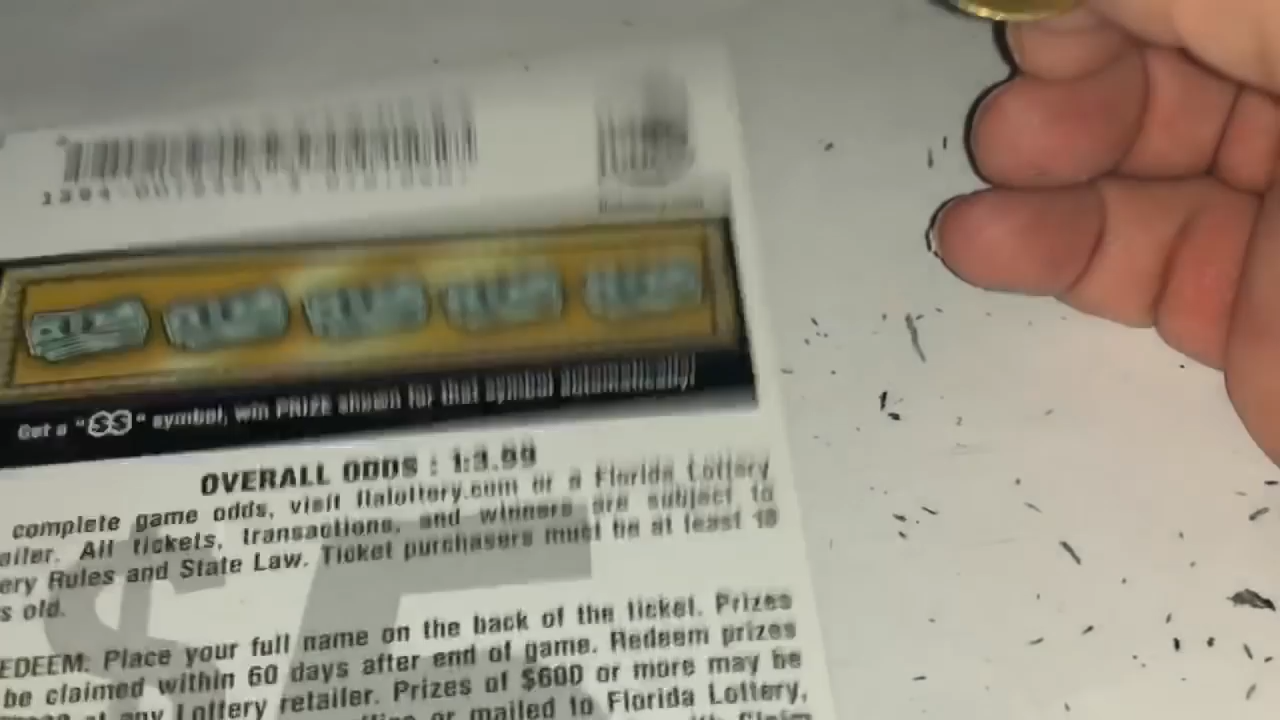 Get a "$$" symbol, win PRIZE shown for that symbol automatically!
OVERALL ODDS : 1:3.99
complete game odds, visit flalottery.com or a Florida Lottery
ailer. All tickets, transactions, and winners are subject to
ery Rules and State Law. Ticket purchasers must be at least 18
s old.
EDEEM: Place your full name on the back of the ticket. Prizes
be claimed within 60 days after end of game. Redeem prizes
at any Lottery retailer. Prizes of $600 or more may be
or mailed to Florida Lottery,
Claim